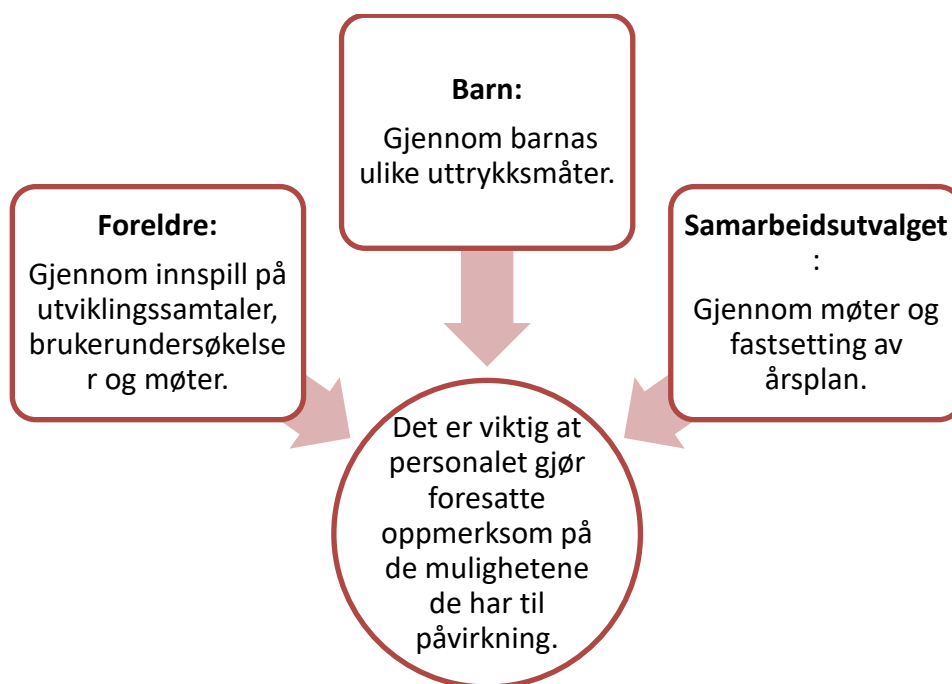 Barn:
Gjennom barnas
ulike uttrykksmåter.
Foreldre:
Gjennom innspill på
utviklingssamtaler,
brukerundersøkelse
r og møter.
Samarbeidsutvalget
:
Gjennom møter og
fastsetting av
årsplan.
Det er viktig at
personalet gjør
foresatte
oppmerksom på
de mulighetene
de har til
påvirkning.